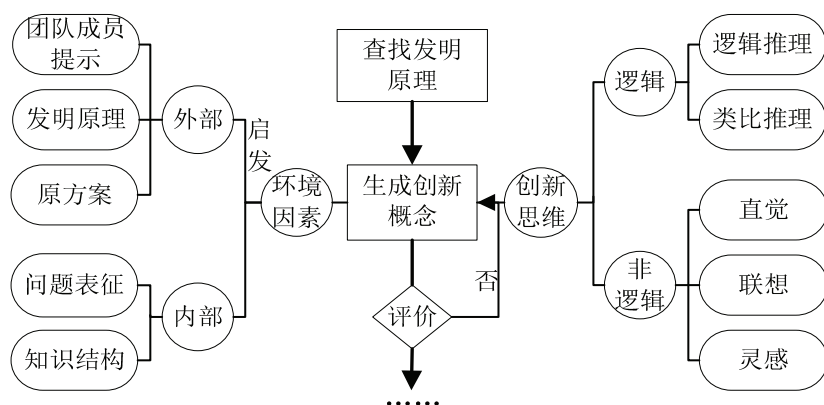 团队成员
提示
发明原理
原方案
外部
启
发
问题表征
知识结构
内部
环境
因素
查找发明
原理
生成创新
概念
评价
否
……
创新
思维
逻辑
逻辑推理
类比推理
非
逻辑
直觉
联想
灵感